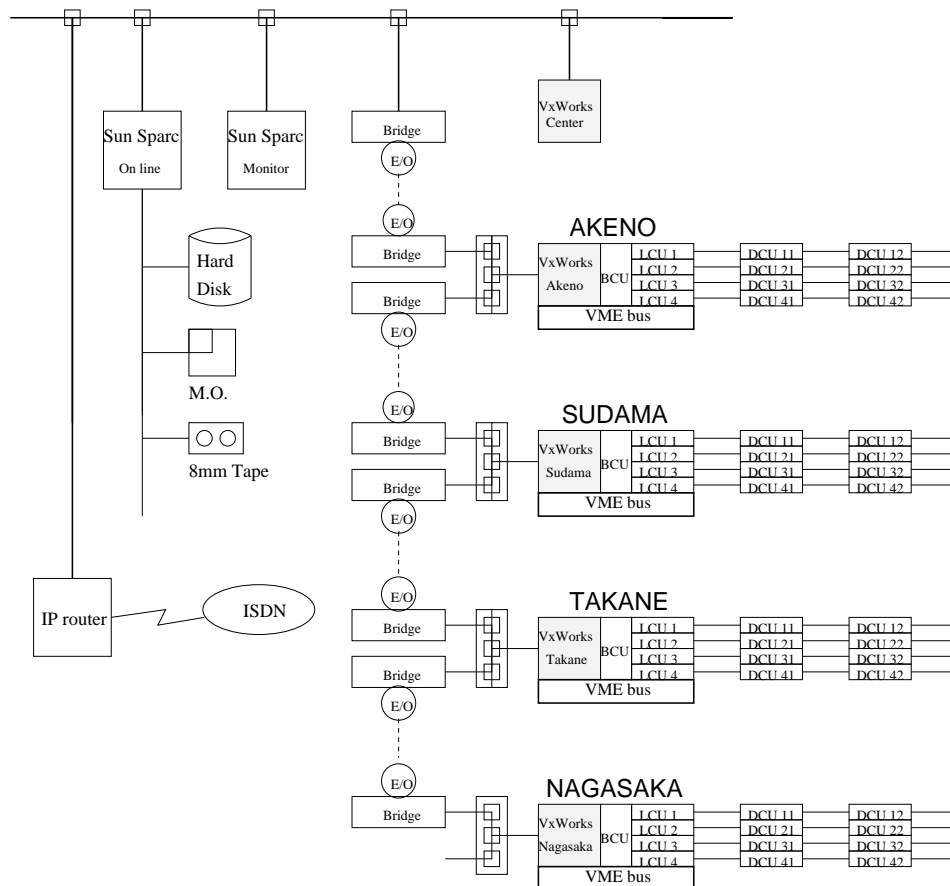 Sun Sparc
On line
Sun Sparc
Monitor
Bridge
E/O
VxWorks
Center
Hard
Disk
M.O.
8mm Tape
IP router
ISDN
E/O
Bridge
Bridge
E/O
AKENO
VxWorks
Akeno
BCU
LCU 1
LCU 2
LCU 3
LCU 4
VME bus
DCU 11
DCU 21
DCU 31
DCU 41
DCU 12
DCU 22
DCU 32
DCU 42
E/O
Bridge
Bridge
E/O
SUDAMA
VxWorks
Sudama
BCU
LCU 1
LCU 2
LCU 3
LCU 4
VME bus
DCU 11
DCU 21
DCU 31
DCU 41
DCU 12
DCU 22
DCU 32
DCU 42
E/O
Bridge
Bridge
E/O
TAKANE
VxWorks
Takane
BCU
LCU 1
LCU 2
LCU 3
LCU 4
VME bus
DCU 11
DCU 21
DCU 31
DCU 41
DCU 12
DCU 22
DCU 32
DCU 42
E/O
Bridge
NAGASAKA
VxWorks
Nagasaka
BCU
LCU 1
LCU 2
LCU 3
LCU 4
VME bus
DCU 11
DCU 21
DCU 31
DCU 41
DCU 12
DCU 22
DCU 32
DCU 42